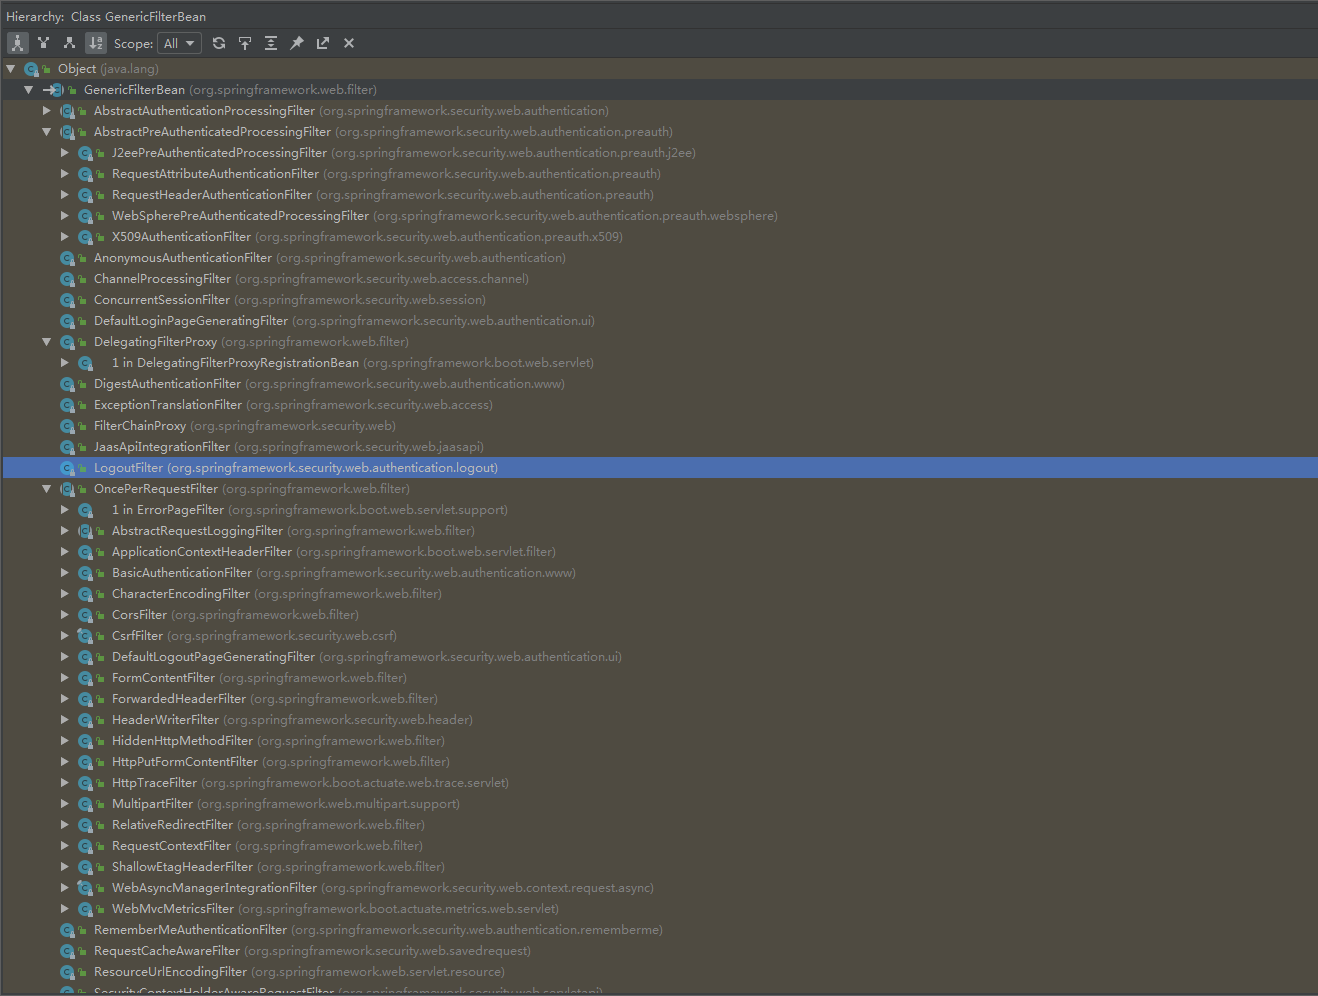 Hierarchy: Class GenericFilterBean
Scope: All
Object (java.lang)
GenericFilterBean (org.springframework.web.filter)
AbstractAuthenticationProcessingFilter (org.springframework.security.web.authentication)
AbstractPreAuthenticatedProcessingFilter (org.springframework.security.web.authentication.preauth)
J2eePreAuthenticatedProcessingFilter (org.springframework.security.web.authentication.preauth.j2ee)
RequestAttributeAuthenticationFilter (org.springframework.security.web.authentication.preauth)
RequestHeaderAuthenticationFilter (org.springframework.security.web.authentication.preauth)
WebSpherePreAuthenticatedProcessingFilter (org.springframework.security.web.authentication.preauth.websphere)
X509AuthenticationFilter (org.springframework.security.web.authentication.preauth.x509)
AnonymousAuthenticationFilter (org.springframework.security.web.authentication)
ChannelProcessingFilter (org.springframework.security.web.access.channel)
ConcurrentSessionFilter (org.springframework.security.web.session)
DefaultLoginPageGeneratingFilter (org.springframework.security.web.authentication.ui)
DelegatingFilterProxy (org.springframework.web.filter)
1 in DelegatingFilterProxyRegistrationBean (org.springframework.boot.web.servlet)
DigestAuthenticationFilter (org.springframework.security.web.authentication.www)
ExceptionTranslationFilter (org.springframework.security.web.access)
FilterChainProxy (org.springframework.security.web)
JaasApiIntegrationFilter (org.springframework.security.web.jaasapi)
LogoutFilter (org.springframework.security.web.authentication.logout)
OncePerRequestFilter (org.springframework.web.filter)
1 in ErrorPageFilter (org.springframework.boot.web.servlet.support)
AbstractRequestLoggingFilter (org.springframework.web.filter)
ApplicationContextHeaderFilter (org.springframework.boot.web.servlet.filter)
BasicAuthenticationFilter (org.springframework.security.web.authentication.www)
CharacterEncodingFilter (org.springframework.web.filter)
CorsFilter (org.springframework.web.filter)
CsrfFilter (org.springframework.security.web.csrf)
DefaultLogoutPageGeneratingFilter (org.springframework.security.web.authentication.ui)
FormContentFilter (org.springframework.web.filter)
ForwardedHeaderFilter (org.springframework.web.filter)
HeaderWriterFilter (org.springframework.security.web.header)
HiddenHttpMethodFilter (org.springframework.web.filter)
HttpPutFormContentFilter (org.springframework.web.filter)
HttpTraceFilter (org.springframework.boot.actuate.web.trace.servlet)
MultipartFilter (org.springframework.web.multipart.support)
RelativeRedirectFilter (org.springframework.web.filter)
RequestContextFilter (org.springframework.web.filter)
ShallowEtagHeaderFilter (org.springframework.web.filter)
WebAsyncManagerIntegrationFilter (org.springframework.security.web.context.request.async)
WebMvcMetricsFilter (org.springframework.boot.actuate.metrics.web.servlet)
RememberMeAuthenticationFilter (org.springframework.security.web.authentication.rememberme)
RequestCacheAwareFilter (org.springframework.security.web.savedrequest)
ResourceUrlEncodingFilter (org.springframework.web.servlet.resource)
SecurityContextHolderAwareRequestFilter (org.springframework.security.web.servletapi)